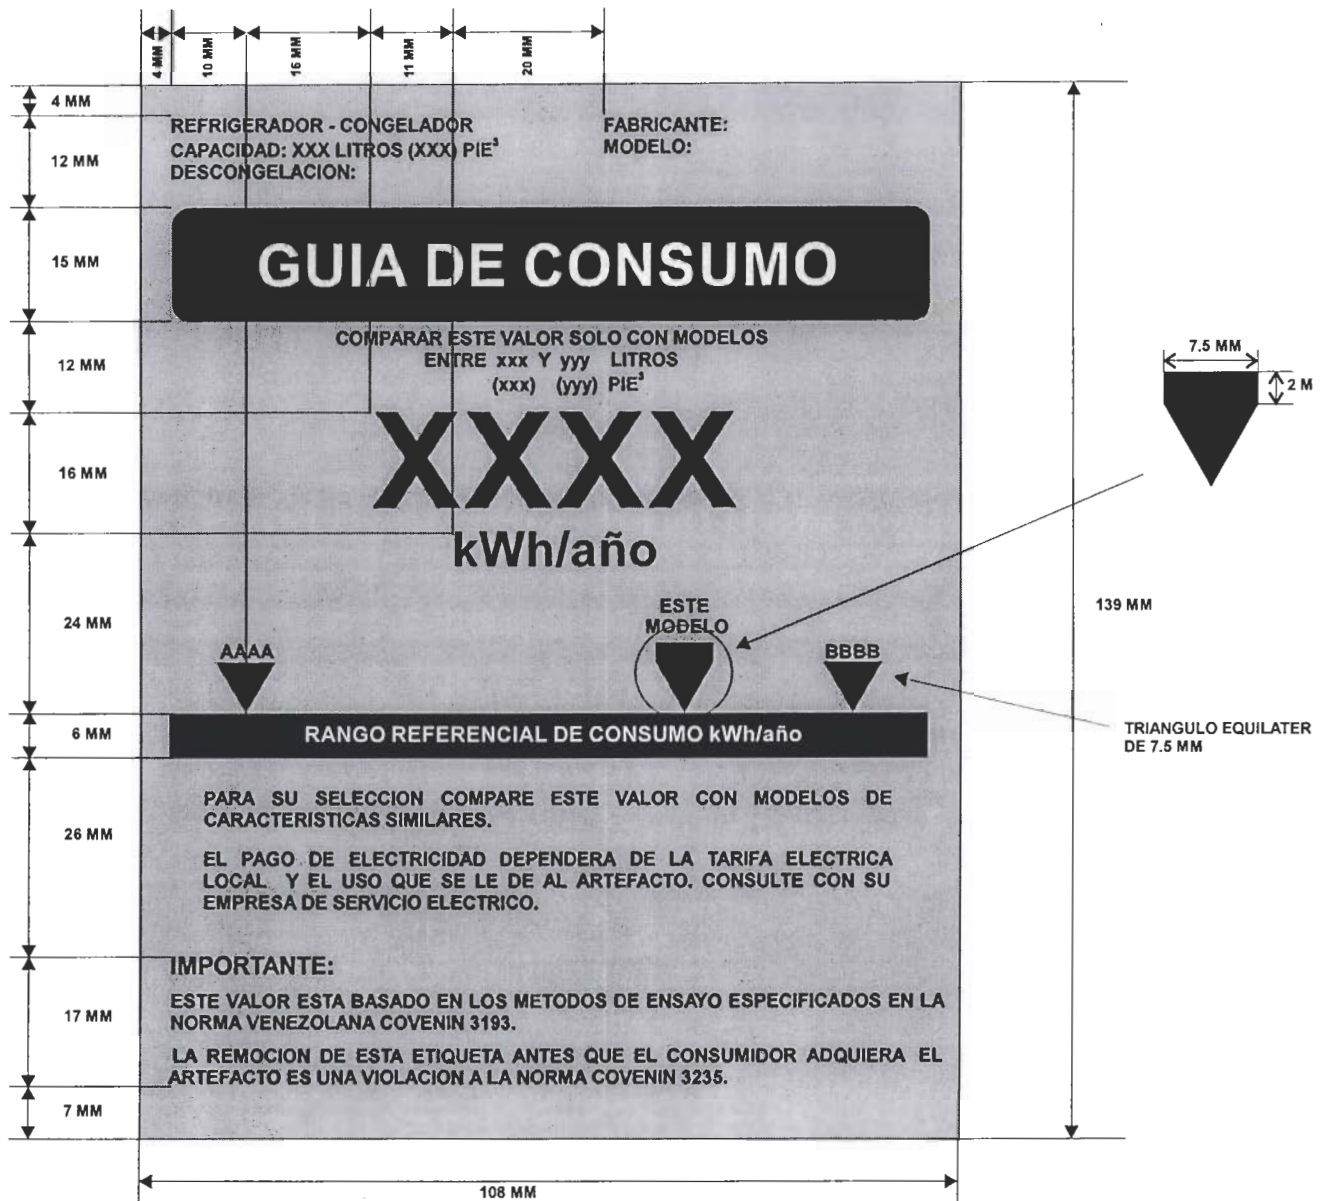 4 MM
10 MM
16 MM
11 MM
20 MM
4 MM
12 MM
15 MM
12 MM
16 MM
24 MM
6 MM
26 MM
17 MM
7 MM
REFRIGERADOR - CONGELADOR
CAPACIDAD: XXX LITROS (XXX) PIE³
DESCONGELACION:
FABRICANTE:
MODELO:
GUIA DE CONSUMO
COMPARAR ESTE VALOR SOLO CON MODELOS
ENTRE xxx Y yyy LITROS
(xxx) (yyy) PIE³
XXXX
kWh/año
AAAA
ESTE
MODELO
BBBB
RANGO REFERENCIAL DE CONSUMO kWh/año
PARA SU SELECCION COMPARE ESTE VALOR CON MODELOS DE
CARACTERISTICAS SIMILARES.
EL PAGO DE ELECTRICIDAD DEPENDERA DE LA TARIFA ELECTRICA
LOCAL Y EL USO QUE SE LE DE AL ARTEFACTO. CONSULTE CON SU
EMPRESA DE SERVICIO ELECTRICO.
IMPORTANTE:
ESTE VALOR ESTA BASADO EN LOS METODOS DE ENSAYO ESPECIFICADOS EN LA
NORMA VENEZOLANA COVENIN 3193.
LA REMOCION DE ESTA ETIQUETA ANTES QUE EL CONSUMIDOR ADQUIERA EL
ARTEFACTO ES UNA VIOLACION A LA NORMA COVENIN 3235.
7.5 MM
2 M
139 MM
TRIANGULO EQUILATER
DE 7.5 MM
108 MM